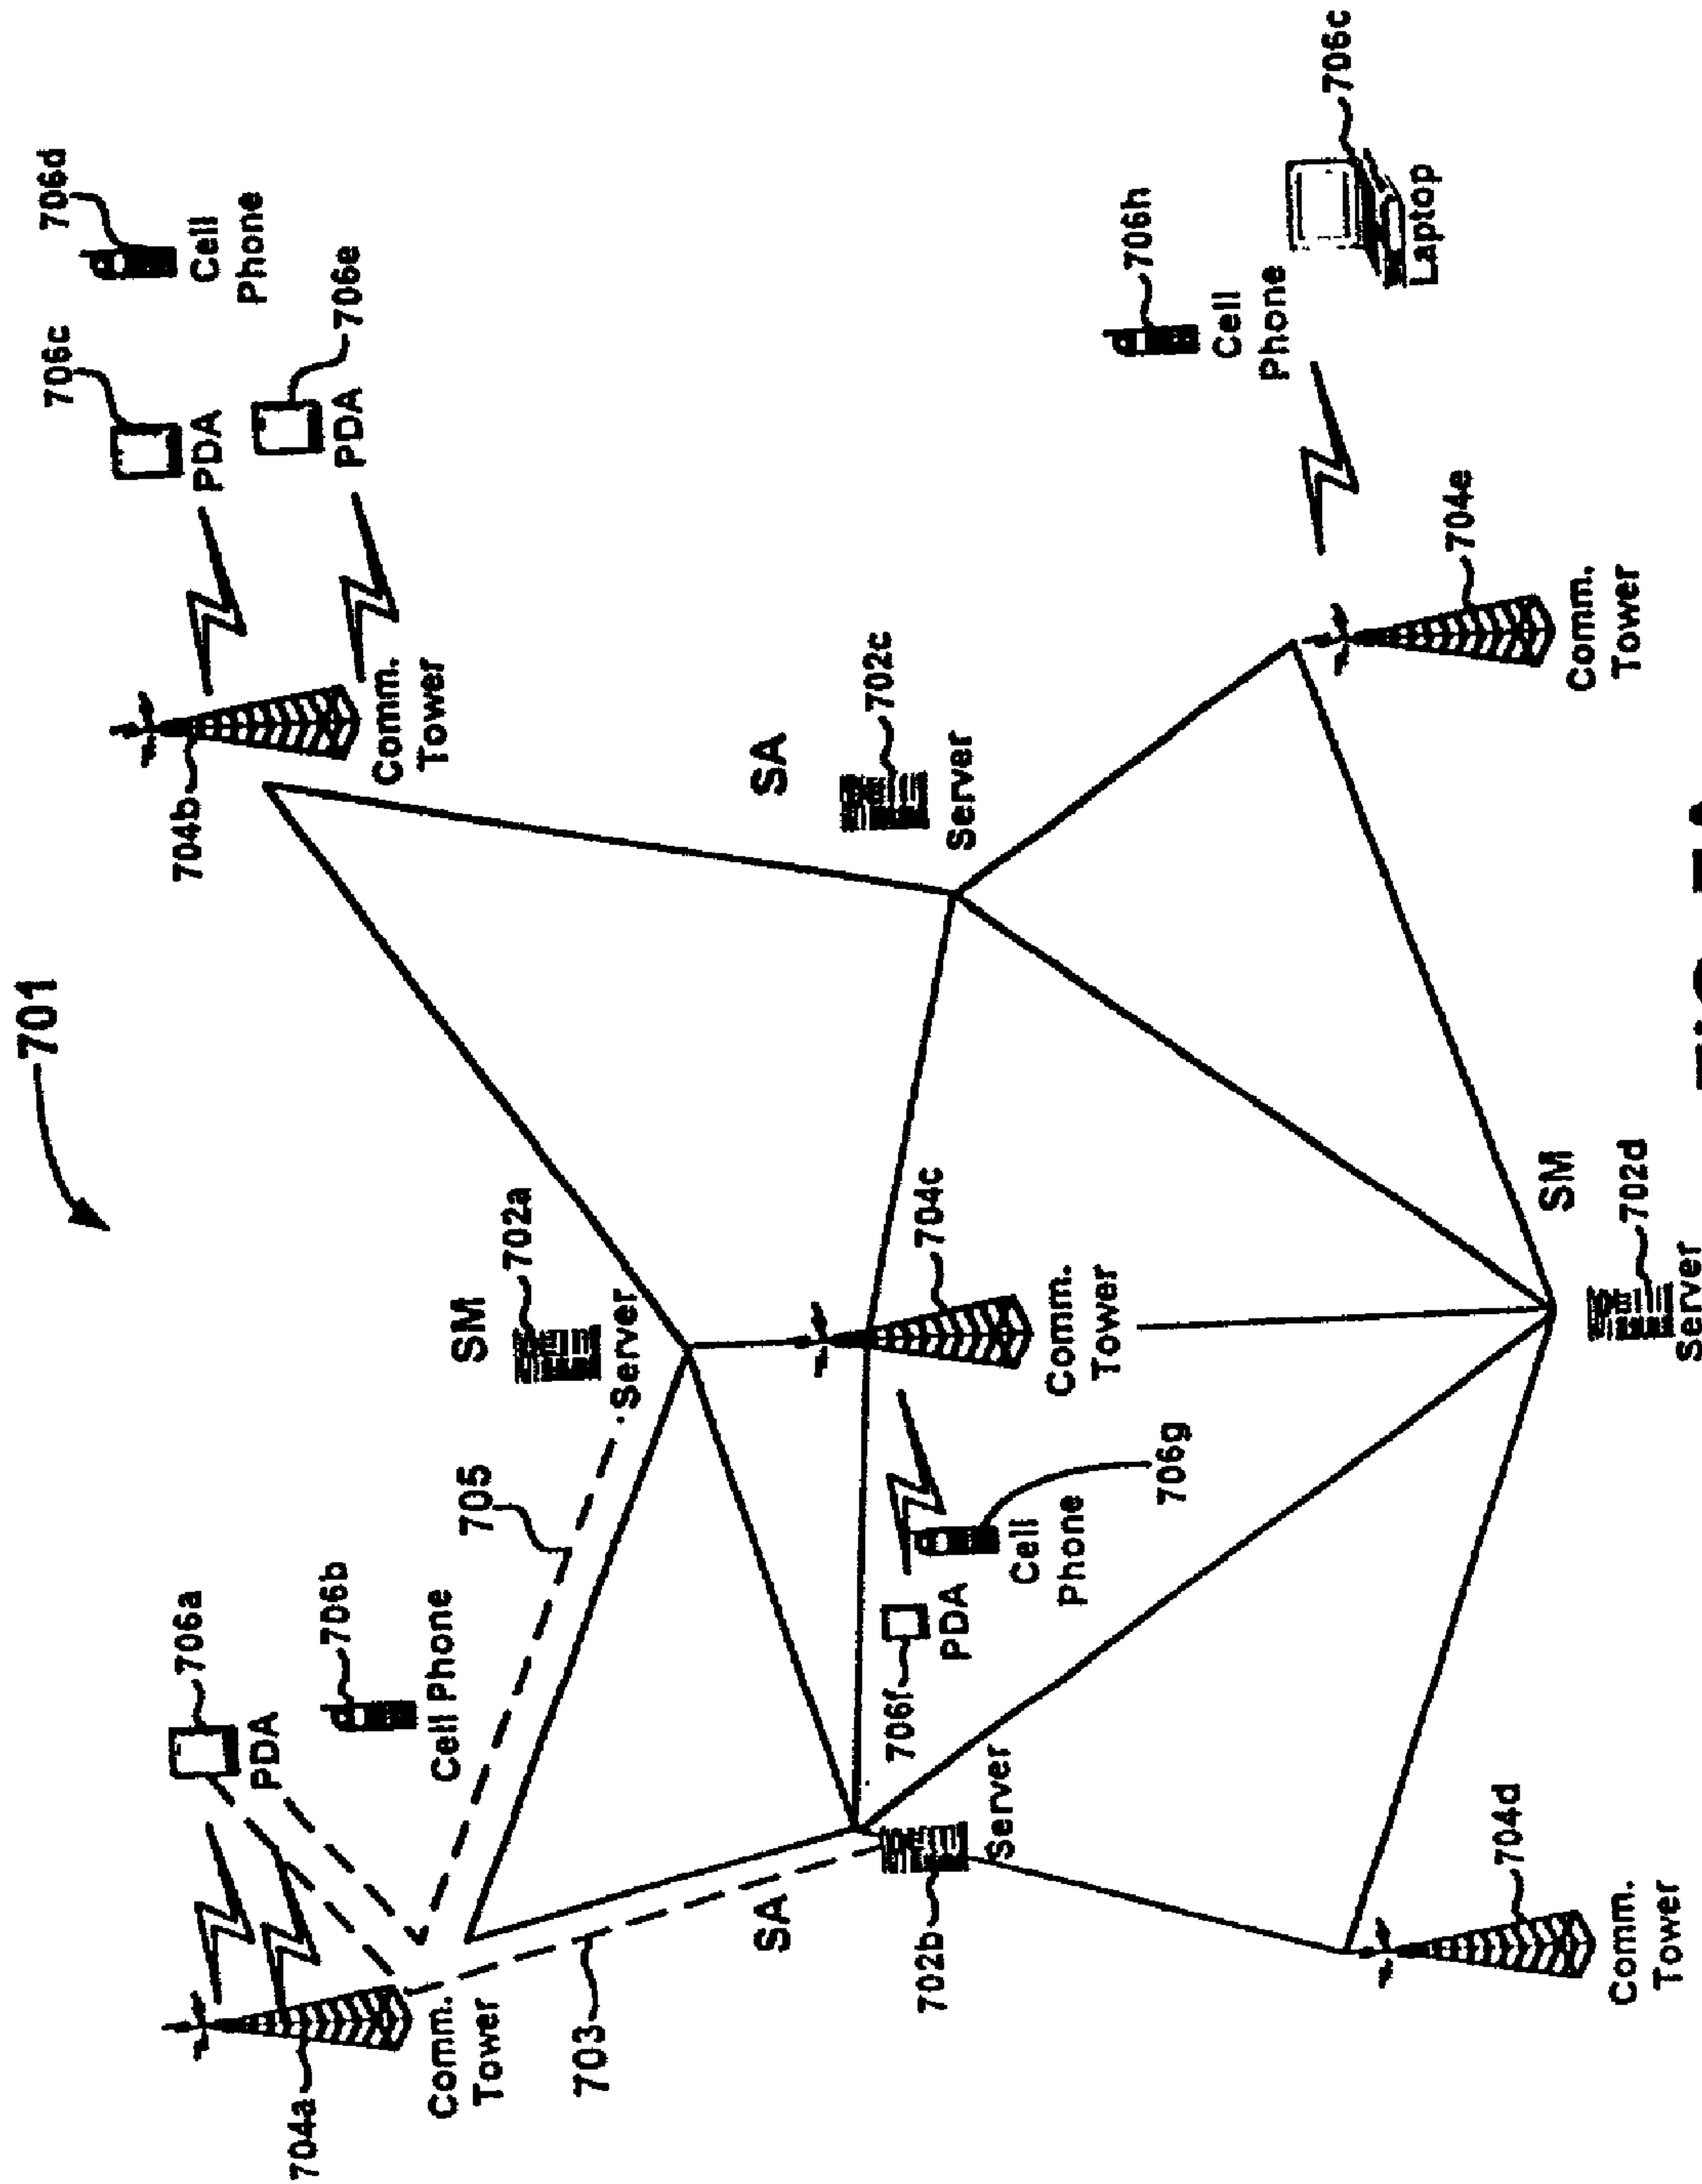 701
706a
706c
706d
PDA
Cell
Phone
704b
704a
706b
PDA
706e
PDA
Comm.
Tower
Comm.
Tower
Cell Phone
SM
702a
Server
705
703
SA
702b
Server
SA
702c
Server
706f
PDA
706g
Cell
Phone
704c
Comm.
Tower
706h
Cell
Phone
706c
Laptop
704e
Comm.
Tower
704d
Comm.
Tower
SM
702d
Server